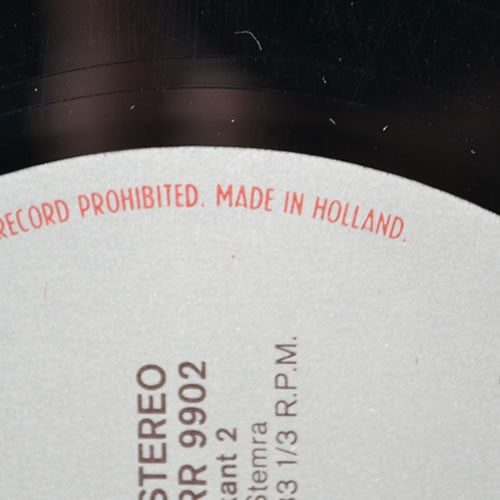 RECORD PROHIBITED. MADE IN HOLLAND.
STEREO
RR 9902
kant 2
Stemra
33 1/3 R.P.M.